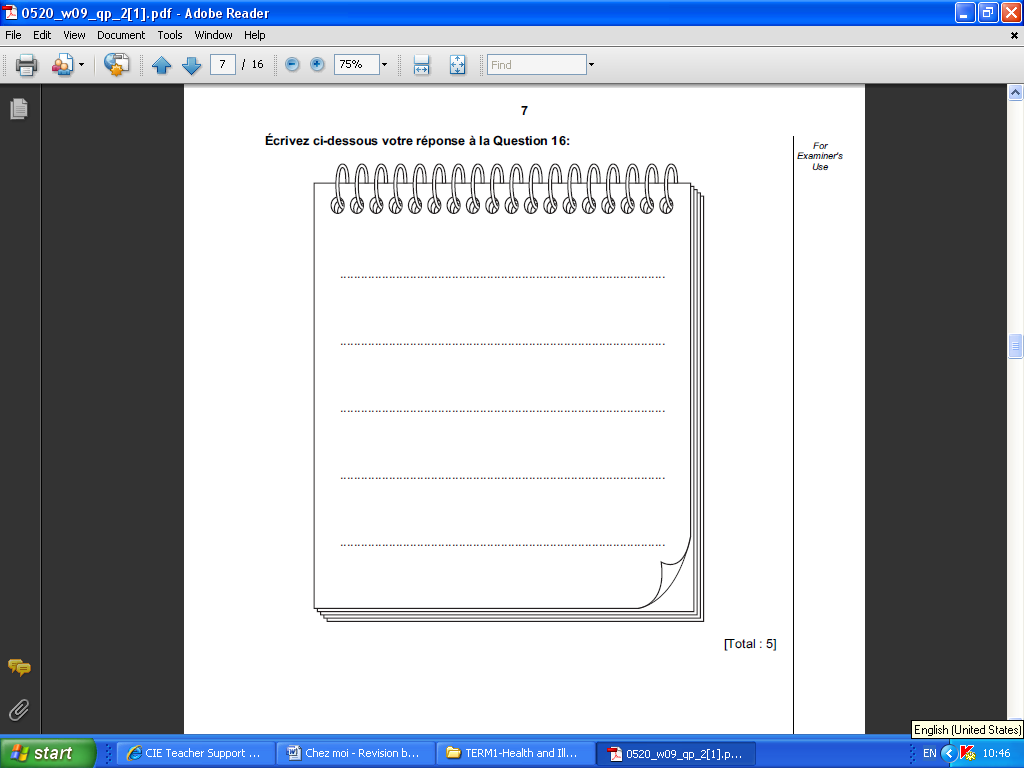 0520_w09_qp_2[1].pdf - Adobe Reader
File Edit View Document Tools Window Help
7 / 16 75% Find
7
Écrivez ci-dessous votre réponse à la Question 16:
For
Examiner's
Use
[Total : 5]
English (United States)
start CIE Teacher Support ... Chez moi - Revision b... TERM1-Health and Ill... 0520_w09_qp_2[1].p... EN 10:46